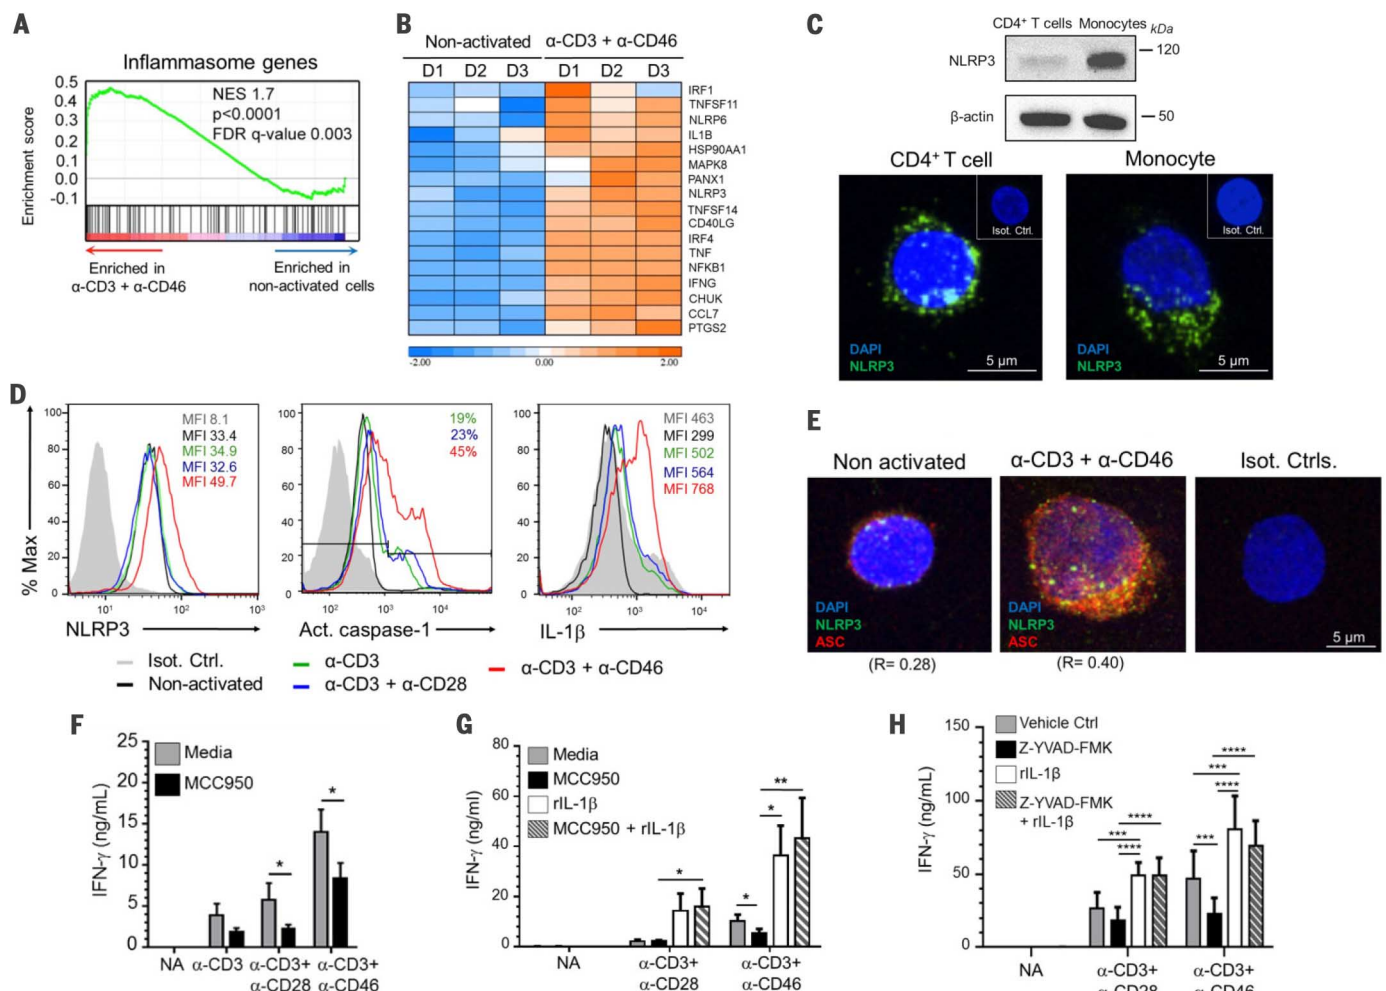 A
Inflammasome genes
Enrichment score
0.5
0.4
0.3
0.2
0.1
0.0
-0.1
NES 1.7
p<0.0001
FDR q-value 0.003
Enriched in
α-CD3 + α-CD46
Enriched in
non-activated cells
B
Non-activated
α-CD3 + α-CD46
D1 D2 D3 D1 D2 D3
IRF1
TNFSF11
NLRP6
IL1B
HSP90AA1
MAPK8
PANX1
NLRP3
TNFSF14
CD40LG
IRF4
TNF
NFKB1
IFNG
CHUK
CCL7
PTGS2
-2.00 0.00 2.00
C
CD4+ T cells Monocytes kDa
NLRP3
120
β-actin
50
CD4+ T cell
Monocyte
Isot. Ctrl.
DAPI
NLRP3
5 µm
Isot. Ctrl.
DAPI
NLRP3
5 µm
D
% Max
100
80
60
40
20
0
MFI 8.1
MFI 33.4
MFI 34.9
MFI 32.6
MFI 49.7
10¹ 10² 10³
NLRP3
100
80
60
40
20
0
19%
23%
45%
10² 10³ 10⁴
Act. caspase-1
100
80
60
40
20
0
MFI 463
MFI 299
MFI 502
MFI 564
MFI 768
10² 10³ 10⁴
IL-1β
Isot. Ctrl.
Non-activated
α-CD3
α-CD3 + α-CD28
α-CD3 + α-CD46
E
Non activated
α-CD3 + α-CD46
Isot. Ctrls.
DAPI
NLRP3
ASC
DAPI
NLRP3
ASC
5 µm
(R= 0.28)
(R= 0.40)
F
IFN-γ (ng/mL)
25
20
15
10
5
0
Media
MCC950
*
*
NA α-CD3 α-CD3+ α-CD3+
α-CD28 α-CD46
G
IFN-γ (ng/ml)
80
60
40
20
0
Media
MCC950
rIL-1β
MCC950 + rIL-1β
*
*
*
**
NA α-CD3+ α-CD3+
α-CD28 α-CD46
H
IFN-γ (ng/mL)
150
100
50
0
Vehicle Ctrl
Z-YVAD-FMK
rIL-1β
Z-YVAD-FMK
+ rIL-1β
***
****
****
***
***
****
****
NA α-CD3+ α-CD3+
α-CD28 α-CD46